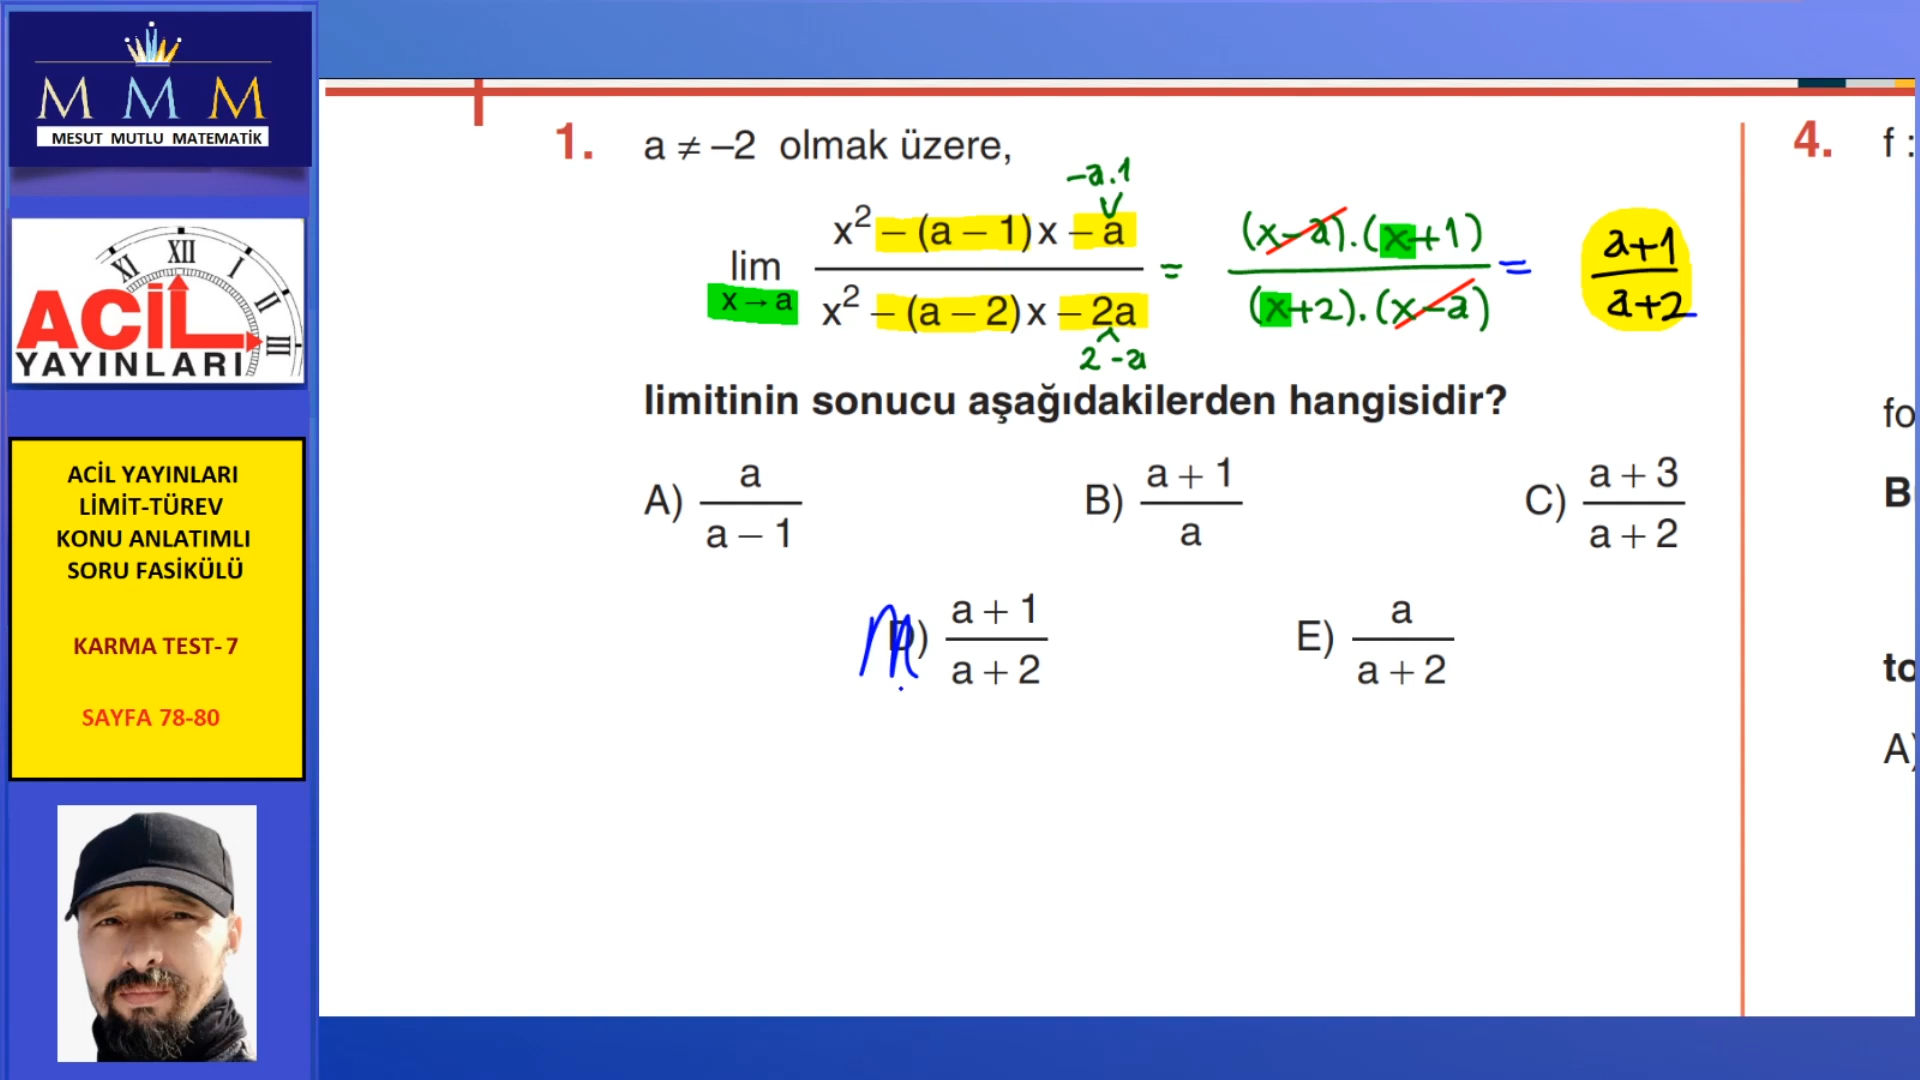 M M M
MESUT MUTLU MATEMATİK
XI XII I II III
ACİL
YAYINLARI
ACİL YAYINLARI
LİMİT-TÜREV
KONU ANLATIMLI
SORU FASİKÜLÜ
KARMA TEST- 7
SAYFA 78-80
1. a ≠ –2 olmak üzere,
-a.1
lim x→a (x² – (a – 1)x – a) / (x² – (a – 2)x – 2a) = ((x-a).(x+1)) / ((x+2).(x-a)) = (a+1) / (a+2)
2 -a
limitinin sonucu aşağıdakilerden hangisidir?
A) a / (a – 1) B) (a + 1) / a C) (a + 3) / (a + 2)
D) (a + 1) / (a + 2) E) a / (a + 2)
4. f :
fo
B
to
A)